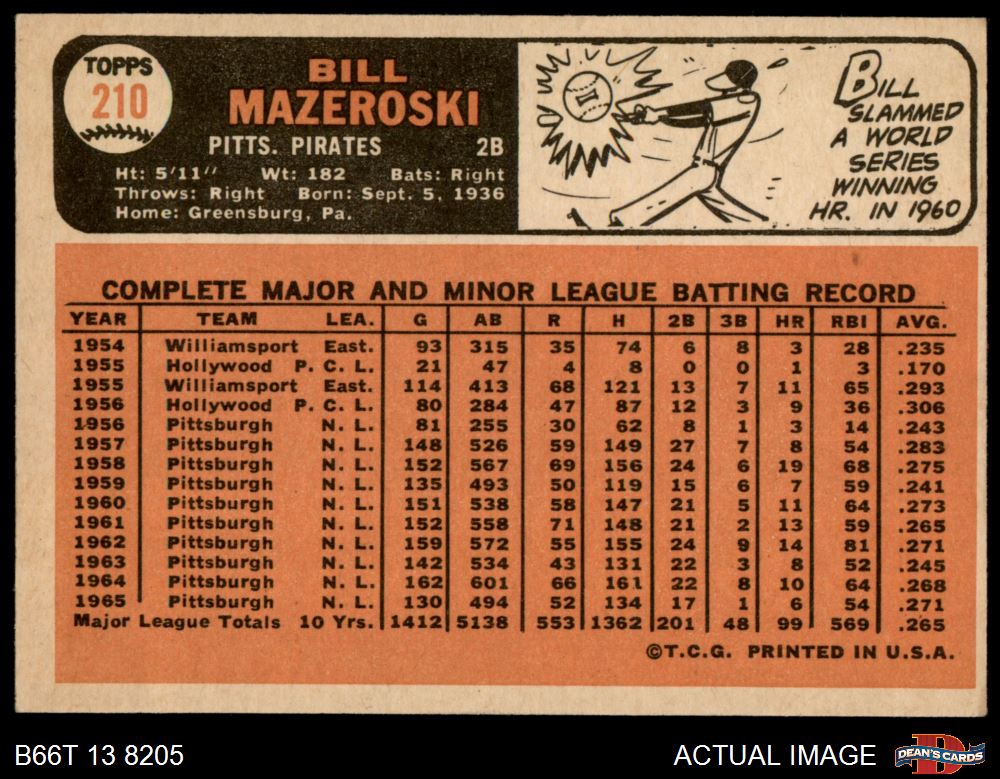 TOPPS
210
BILL
MAZEROSKI
PITTS. PIRATES 2B
Ht: 5'11" Wt: 182 Bats: Right
Throws: Right Born: Sept. 5, 1936
Home: Greensburg, Pa.
BILL
SLAMMED
A WORLD
SERIES
WINNING
HR. IN 1960
COMPLETE MAJOR AND MINOR LEAGUE BATTING RECORD
YEAR TEAM LEA. G AB R H 2B 3B HR RBI AVG.
1954 Williamsport East. 93 315 35 74 6 8 3 28 .235
1955 Hollywood P. C. L. 21 47 4 8 0 0 1 3 .170
1955 Williamsport East. 114 413 68 121 13 7 11 65 .293
1956 Hollywood P. C. L. 80 284 47 87 12 3 9 36 .306
1956 Pittsburgh N. L. 81 255 30 62 8 1 3 14 .243
1957 Pittsburgh N. L. 148 526 59 149 27 7 8 54 .283
1958 Pittsburgh N. L. 152 567 69 156 24 6 19 68 .275
1959 Pittsburgh N. L. 135 493 50 119 15 6 7 59 .241
1960 Pittsburgh N. L. 151 538 58 147 21 5 11 64 .273
1961 Pittsburgh N. L. 152 558 71 148 21 2 13 59 .265
1962 Pittsburgh N. L. 159 572 55 155 24 9 14 81 .271
1963 Pittsburgh N. L. 142 534 43 131 22 3 8 52 .245
1964 Pittsburgh N. L. 162 601 66 161 22 8 10 64 .268
1965 Pittsburgh N. L. 130 494 52 134 17 1 6 54 .271
Major League Totals 10 Yrs. 1412 5138 553 1362 201 48 99 569 .265
©T.C.G. PRINTED IN U.S.A.
B66T 13 8205
ACTUAL IMAGE
DEAN'S CARDS